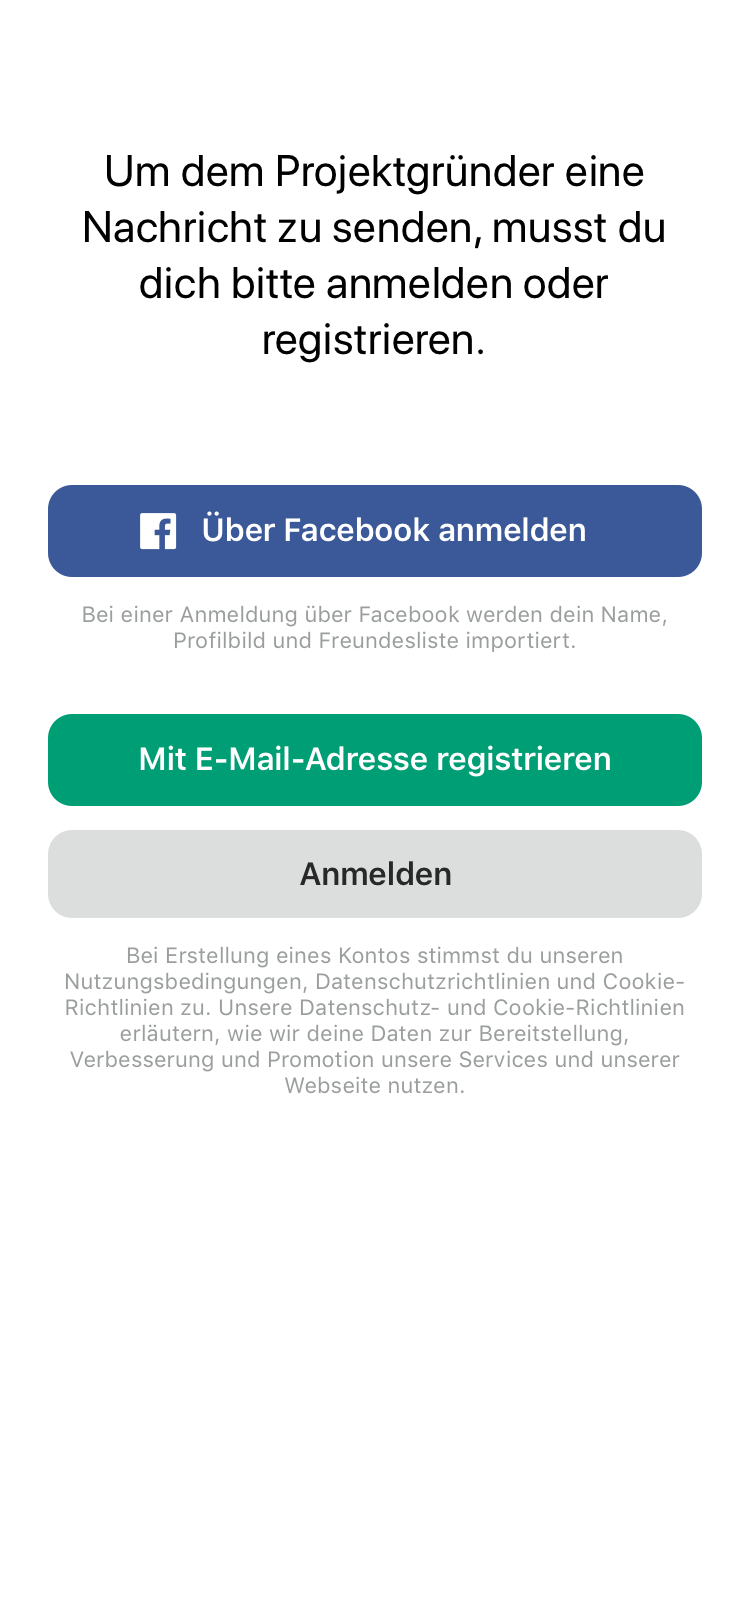 Um dem Projektgründer eine
Nachricht zu senden, musst du
dich bitte anmelden oder
registrieren.
Über Facebook anmelden
Bei einer Anmeldung über Facebook werden dein Name,
Profilbild und Freundesliste importiert.
Mit E-Mail-Adresse registrieren
Anmelden
Bei Erstellung eines Kontos stimmst du unseren
Nutzungsbedingungen, Datenschutzrichtlinien und Cookie-
Richtlinien zu. Unsere Datenschutz- und Cookie-Richtlinien
erläutern, wie wir deine Daten zur Bereitstellung,
Verbesserung und Promotion unsere Services und unserer
Webseite nutzen.